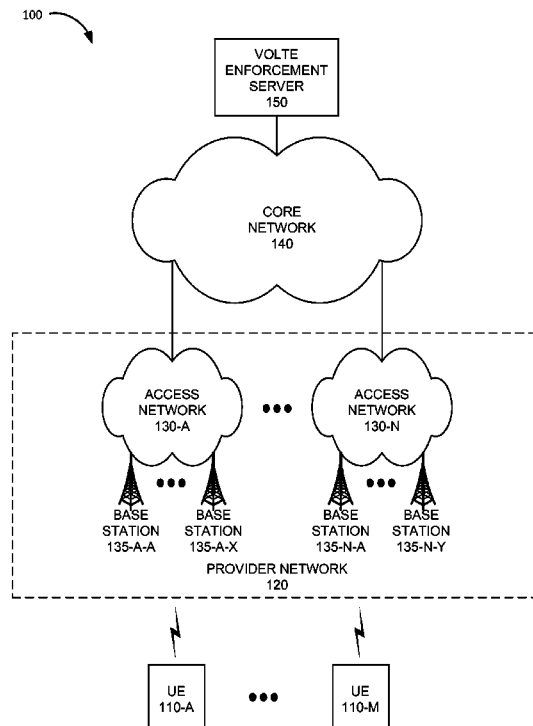 100
VOLTE
ENFORCEMENT
SERVER
150
CORE
NETWORK
140
ACCESS
NETWORK
130-A
ACCESS
NETWORK
130-N
BASE
STATION
135-A-A
BASE
STATION
135-A-X
BASE
STATION
135-N-A
BASE
STATION
135-N-Y
PROVIDER NETWORK
120
UE
110-A
UE
110-M